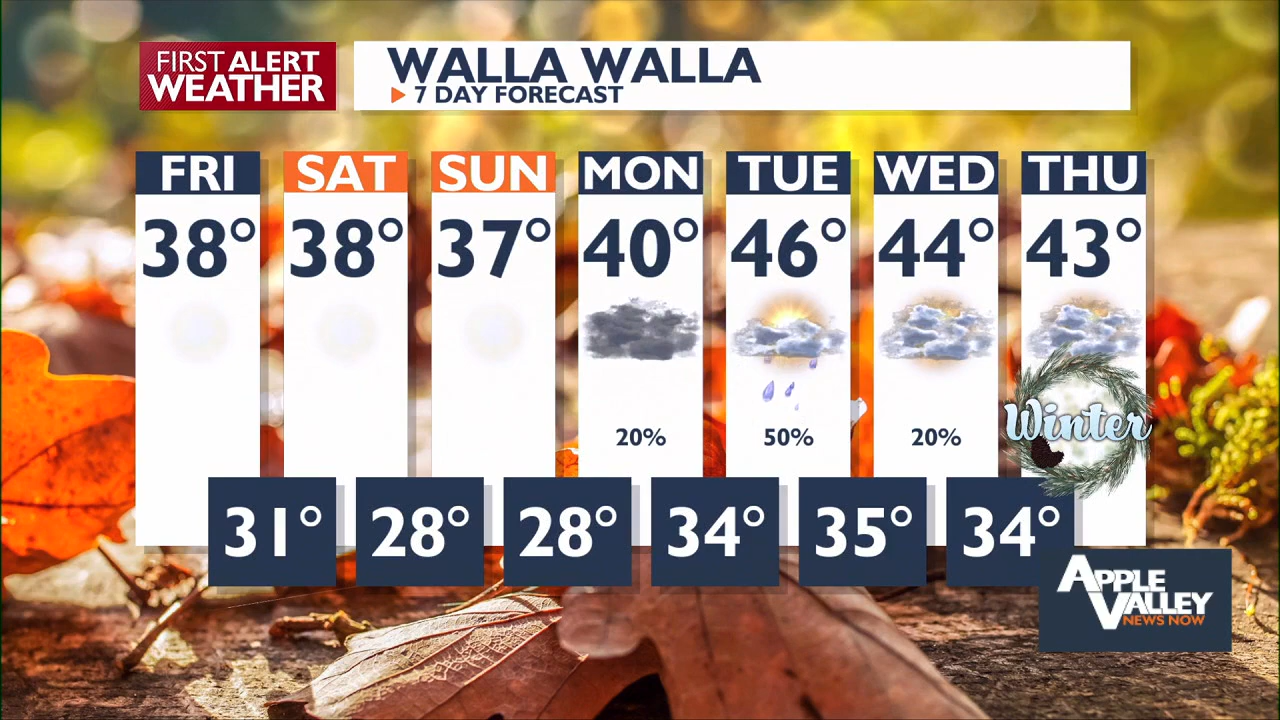 FIRST ALERT
WEATHER
WALLA WALLA
7 DAY FORECAST
FRI SAT SUN MON TUE WED THU
38° 38° 37° 40° 46° 44° 43°
Winter
20% 50% 20%
31° 28° 28° 34° 35° 34°
APPLE
VALLEY
NEWS NOW